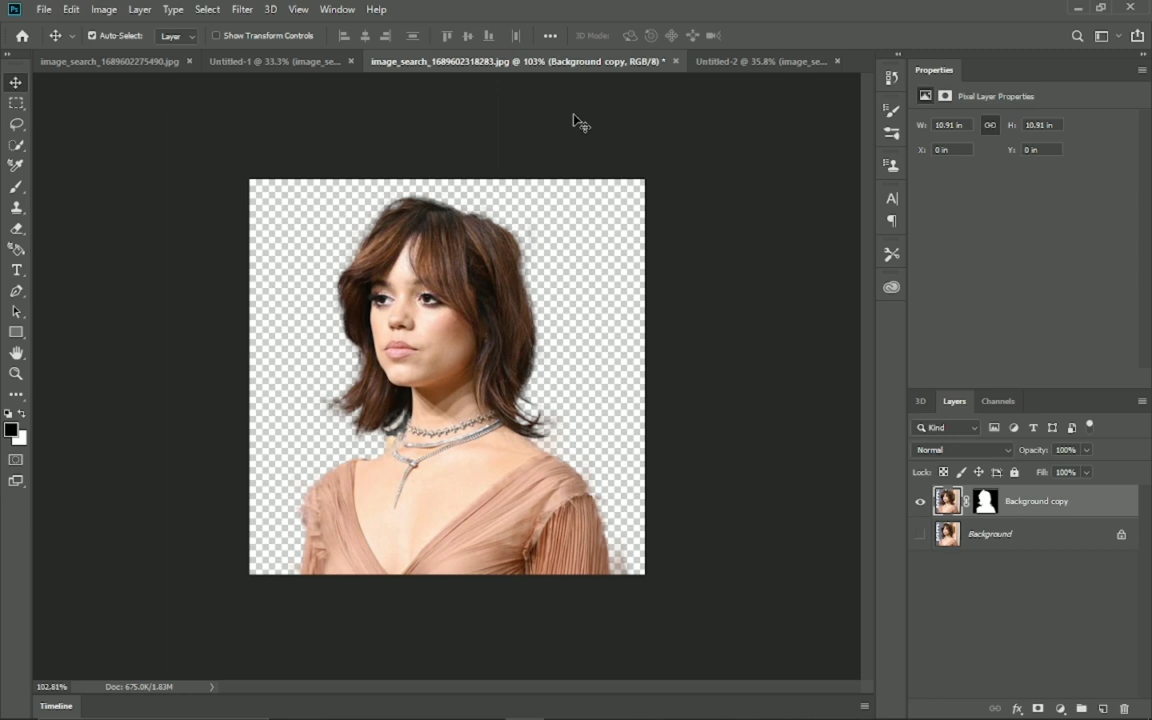 Ps File Edit Image Layer Type Select Filter 3D View Window Help
Auto-Select: Layer Show Transform Controls 3D Mode:
image_search_1689602275490.jpg × Untitled-1 @ 33.3% (image_se... × image_search_1689602318283.jpg @ 103% (Background copy, RGB/8) * × Untitled-2 @ 35.8% (image_se... ×
Properties
Pixel Layer Properties
W: 10.91 in H: 10.91 in
X: 0 in Y: 0 in
3D Layers Channels
Kind
Normal Opacity: 100%
Lock: Fill: 100%
Background copy
Background
102.81% Doc: 675.0K/1.83M
Timeline